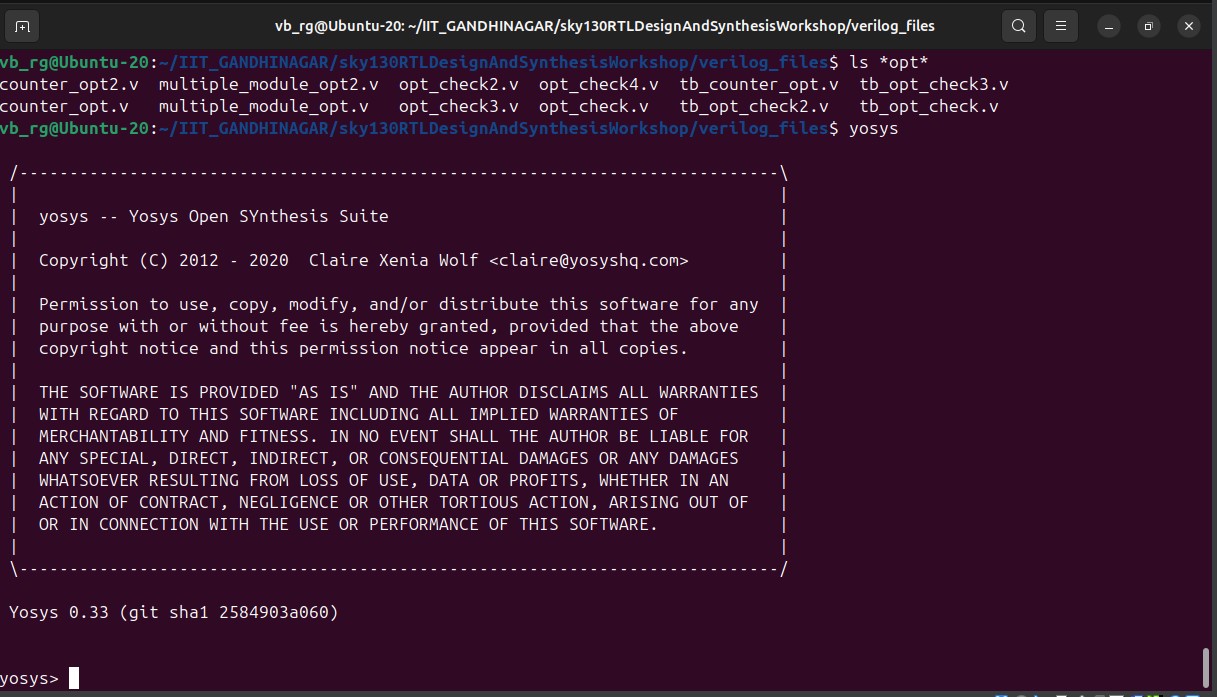 vb_rg@Ubuntu-20: ~/IIT_GANDHINAGAR/sky130RTLDesignAndSynthesisWorkshop/verilog_files
vb_rg@Ubuntu-20:~/IIT_GANDHINAGAR/sky130RTLDesignAndSynthesisWorkshop/verilog_files$ ls *opt*
counter_opt2.v  multiple_module_opt2.v  opt_check2.v  opt_check4.v  tb_counter_opt.v  tb_opt_check3.v
counter_opt.v   multiple_module_opt.v   opt_check3.v  opt_check.v   tb_opt_check2.v   tb_opt_check.v
vb_rg@Ubuntu-20:~/IIT_GANDHINAGAR/sky130RTLDesignAndSynthesisWorkshop/verilog_files$ yosys
 /----------------------------------------------------------------------------\
 |                                                                            |
 |  yosys -- Yosys Open SYnthesis Suite                                       |
 |                                                                            |
 |  Copyright (C) 2012 - 2020  Claire Xenia Wolf <claire@yosyshq.com>         |
 |                                                                            |
 |  Permission to use, copy, modify, and/or distribute this software for any  |
 |  purpose with or without fee is hereby granted, provided that the above    |
 |  copyright notice and this permission notice appear in all copies.         |
 |                                                                            |
 |  THE SOFTWARE IS PROVIDED "AS IS" AND THE AUTHOR DISCLAIMS ALL WARRANTIES  |
 |  WITH REGARD TO THIS SOFTWARE INCLUDING ALL IMPLIED WARRANTIES OF          |
 |  MERCHANTABILITY AND FITNESS. IN NO EVENT SHALL THE AUTHOR BE LIABLE FOR   |
 |  ANY SPECIAL, DIRECT, INDIRECT, OR CONSEQUENTIAL DAMAGES OR ANY DAMAGES    |
 |  WHATSOEVER RESULTING FROM LOSS OF USE, DATA OR PROFITS, WHETHER IN AN     |
 |  ACTION OF CONTRACT, NEGLIGENCE OR OTHER TORTIOUS ACTION, ARISING OUT OF   |
 |  OR IN CONNECTION WITH THE USE OR PERFORMANCE OF THIS SOFTWARE.            |
 |                                                                            |
 \----------------------------------------------------------------------------/
 Yosys 0.33 (git sha1 2584903a060)
yosys>